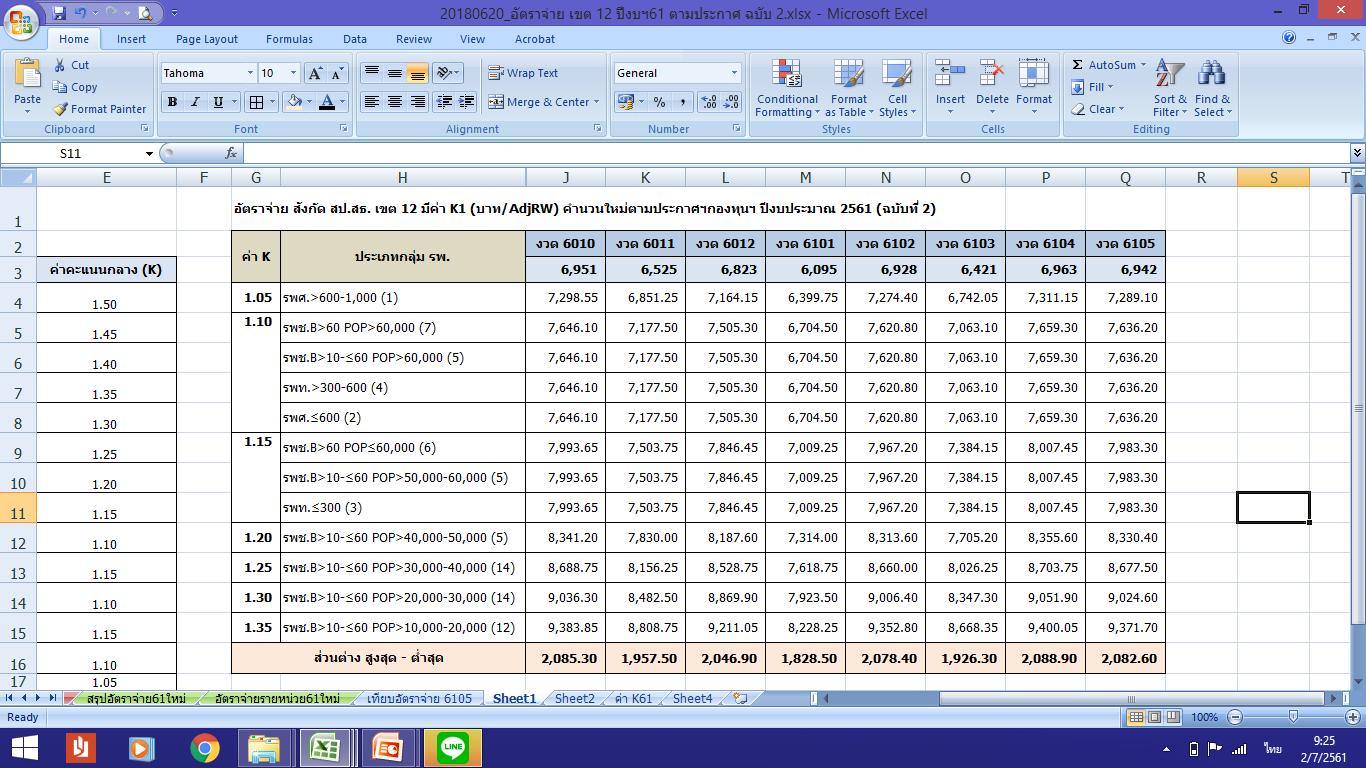 20180620_อัตราจ่าย เขต 12 ปีงบฯ61 ตามประกาศ ฉบับ 2.xlsx - Microsoft Excel
Home Insert Page Layout Formulas Data Review View Acrobat
Cut Tahoma 10 Wrap Text General AutoSum
Copy Fill
Paste Format Painter B I U Merge & Center % , Conditional Formatting Format as Table Cell Styles Insert Delete Format Clear Sort & Filter Find & Select
Clipboard Font Alignment Number Styles Cells Editing
S11 fx
E F G H J K L M N O P Q R S T
1 อัตราจ่าย สังกัด สป.สธ. เขต 12 มีค่า K1 (บาท/AdjRW) คำนวนใหม่ตามประกาศฯกองทุนฯ ปีงบประมาณ 2561 (ฉบับที่ 2)
2 ค่า K ประเภทกลุ่ม รพ. งวด 6010 งวด 6011 งวด 6012 งวด 6101 งวด 6102 งวด 6103 งวด 6104 งวด 6105
3 ค่าคะแนนกลาง (K) 6,951 6,525 6,823 6,095 6,928 6,421 6,963 6,942
4 1.50 1.05 รพศ.>600-1,000 (1) 7,298.55 6,851.25 7,164.15 6,399.75 7,274.40 6,742.05 7,311.15 7,289.10
5 1.45 1.10 รพช.B>60 POP>60,000 (7) 7,646.10 7,177.50 7,505.30 6,704.50 7,620.80 7,063.10 7,659.30 7,636.20
6 1.40 รพช.B>10-≤60 POP>60,000 (5) 7,646.10 7,177.50 7,505.30 6,704.50 7,620.80 7,063.10 7,659.30 7,636.20
7 1.35 รพท.>300-600 (4) 7,646.10 7,177.50 7,505.30 6,704.50 7,620.80 7,063.10 7,659.30 7,636.20
8 1.30 รพศ.≤600 (2) 7,646.10 7,177.50 7,505.30 6,704.50 7,620.80 7,063.10 7,659.30 7,636.20
9 1.25 1.15 รพช.B>60 POP≤60,000 (6) 7,993.65 7,503.75 7,846.45 7,009.25 7,967.20 7,384.15 8,007.45 7,983.30
10 1.20 รพช.B>10-≤60 POP>50,000-60,000 (5) 7,993.65 7,503.75 7,846.45 7,009.25 7,967.20 7,384.15 8,007.45 7,983.30
11 1.15 รพท.≤300 (3) 7,993.65 7,503.75 7,846.45 7,009.25 7,967.20 7,384.15 8,007.45 7,983.30
12 1.10 1.20 รพช.B>10-≤60 POP>40,000-50,000 (5) 8,341.20 7,830.00 8,187.60 7,314.00 8,313.60 7,705.20 8,355.60 8,330.40
13 1.15 1.25 รพช.B>10-≤60 POP>30,000-40,000 (14) 8,688.75 8,156.25 8,528.75 7,618.75 8,660.00 8,026.25 8,703.75 8,677.50
14 1.10 1.30 รพช.B>10-≤60 POP>20,000-30,000 (14) 9,036.30 8,482.50 8,869.90 7,923.50 9,006.40 8,347.30 9,051.90 9,024.60
15 1.15 1.35 รพช.B>10-≤60 POP>10,000-20,000 (12) 9,383.85 8,808.75 9,211.05 8,228.25 9,352.80 8,668.35 9,400.05 9,371.70
16 1.10 ส่วนต่าง สูงสุด - ต่ำสุด 2,085.30 1,957.50 2,046.90 1,828.50 2,078.40 1,926.30 2,088.90 2,082.60
17 1.05
สรุปอัตราจ่าย61ใหม่ อัตราจ่ายรายหน่วย61ใหม่ เทียบอัตราจ่าย 6105 Sheet1 Sheet2 ค่า K61 Sheet4
Ready 100%
LINE ไทย 9:25
2/7/2561